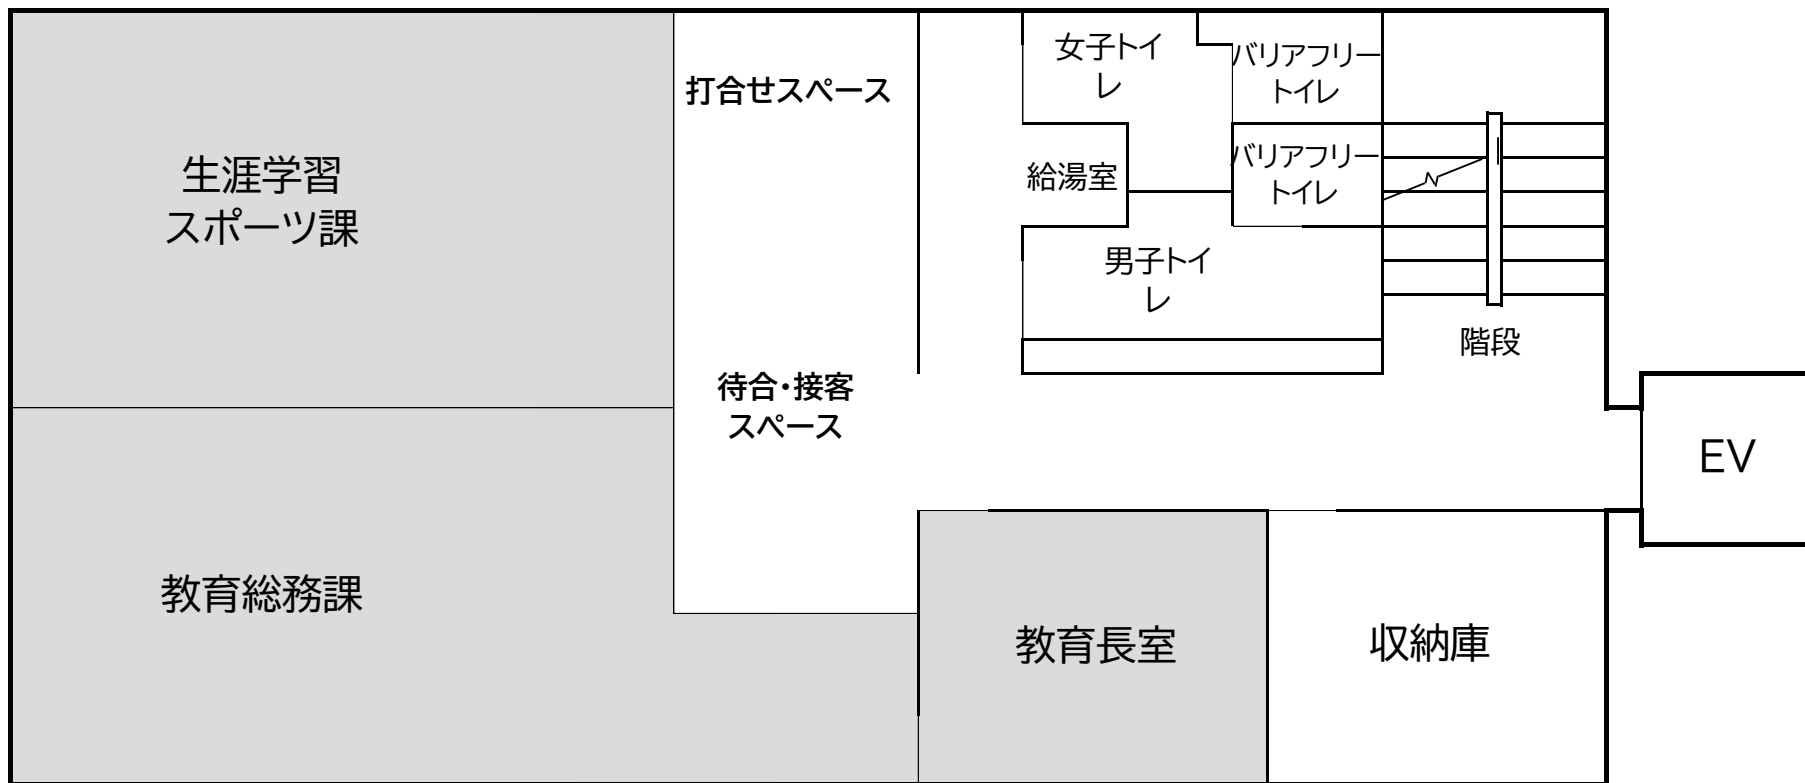 女子トイ
レ
バリアフリー
トイレ
打合せスペース
生涯学習
スポーツ課
給湯室
バリアフリー
トイレ
男子トイ
レ
階段
待合・接客
スペース
EV
教育総務課
教育長室
収納庫